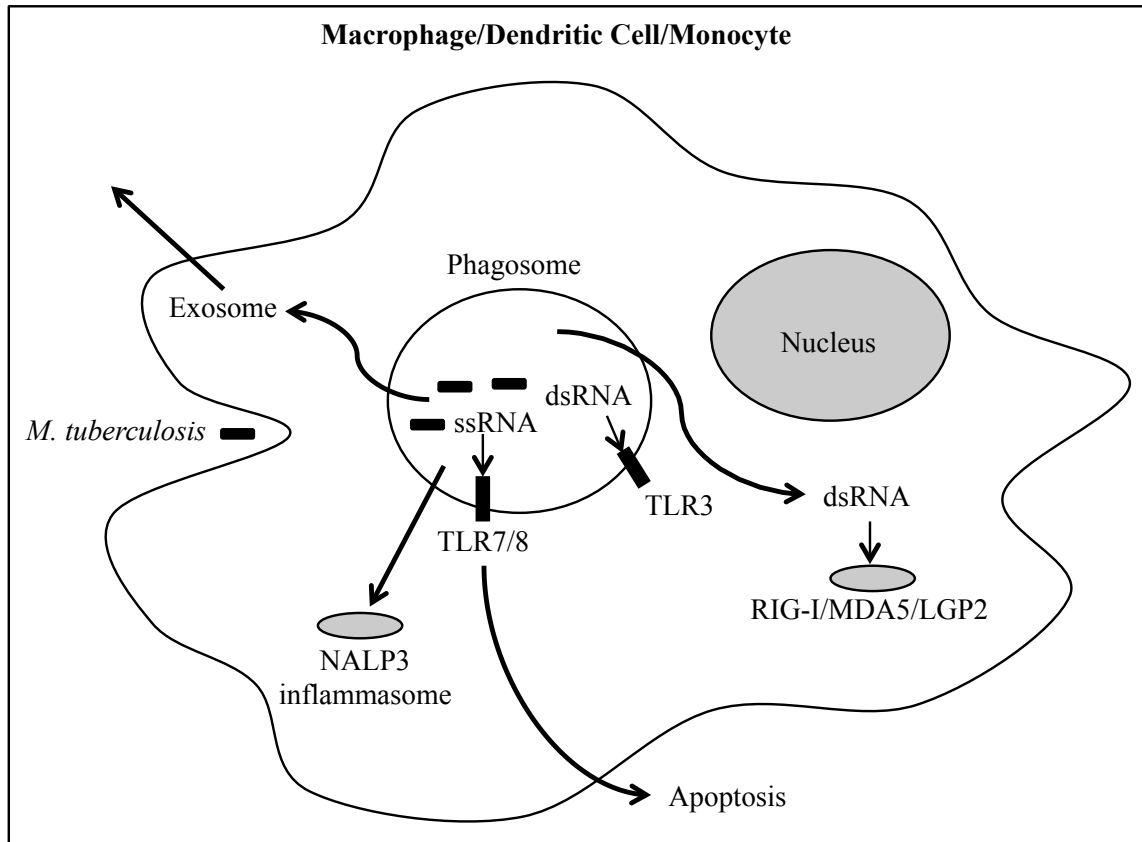 Macrophage/Dendritic Cell/Monocyte
Phagosome
Exosome
Nucleus
dsRNA
ssRNA
M. tuberculosis
TLR3
dsRNA
TLR7/8
RIG-I/MDA5/LGP2
NALP3
inflammasome
Apoptosis